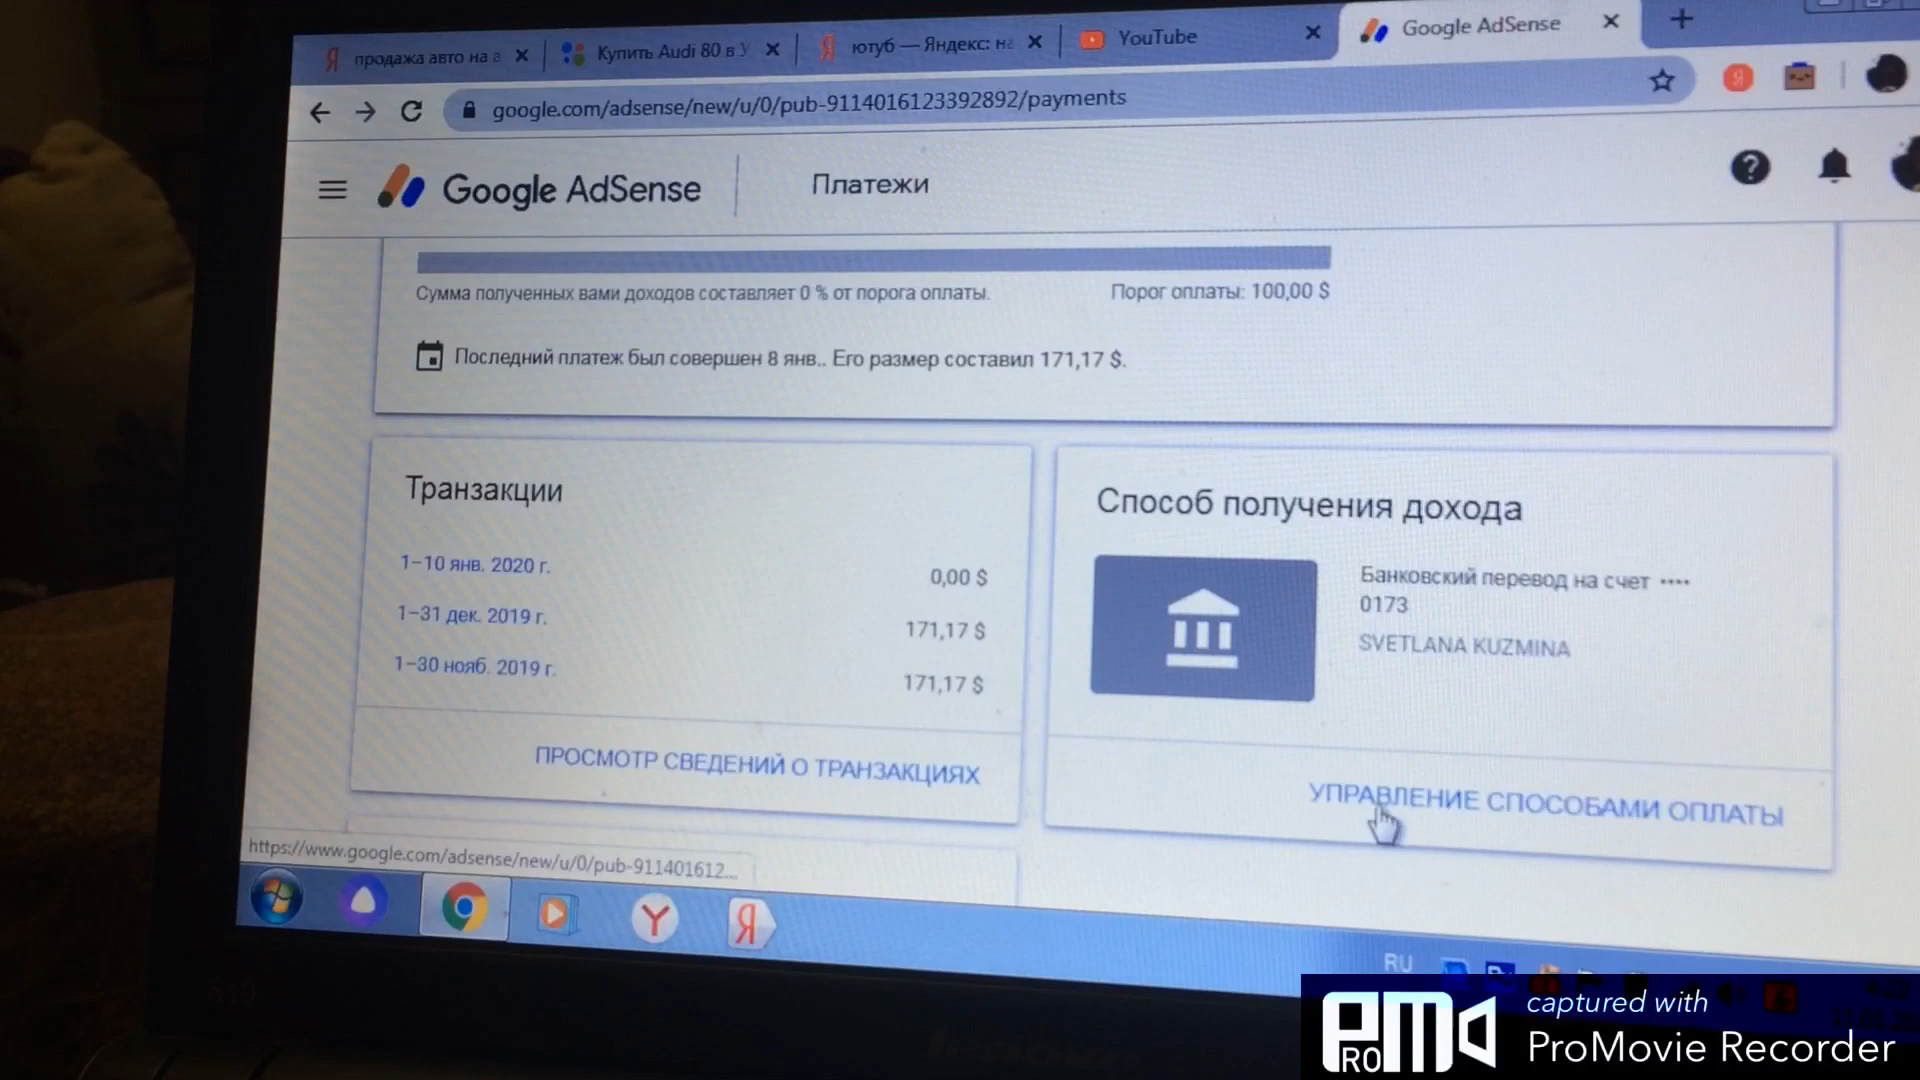 продажа авто на а
Купить Audi 80 в У
ютуб — Яндекс: на
YouTube
Google AdSense
google.com/adsense/new/u/0/pub-9114016123392892/payments
Google AdSense
Платежи
Сумма полученных вами доходов составляет 0 % от порога оплаты.
Порог оплаты: 100,00 $
Последний платеж был совершен 8 янв.. Его размер составил 171,17 $.
Транзакции
1–10 янв. 2020 г.
0,00 $
1–31 дек. 2019 г.
171,17 $
1–30 нояб. 2019 г.
171,17 $
ПРОСМОТР СВЕДЕНИЙ О ТРАНЗАКЦИЯХ
Способ получения дохода
Банковский перевод на счет ••••
0173
SVETLANA KUZMINA
УПРАВЛЕНИЕ СПОСОБАМИ ОПЛАТЫ
https://www.google.com/adsense/new/u/0/pub-911401612...
RU
PRO M
captured with
ProMovie Recorder